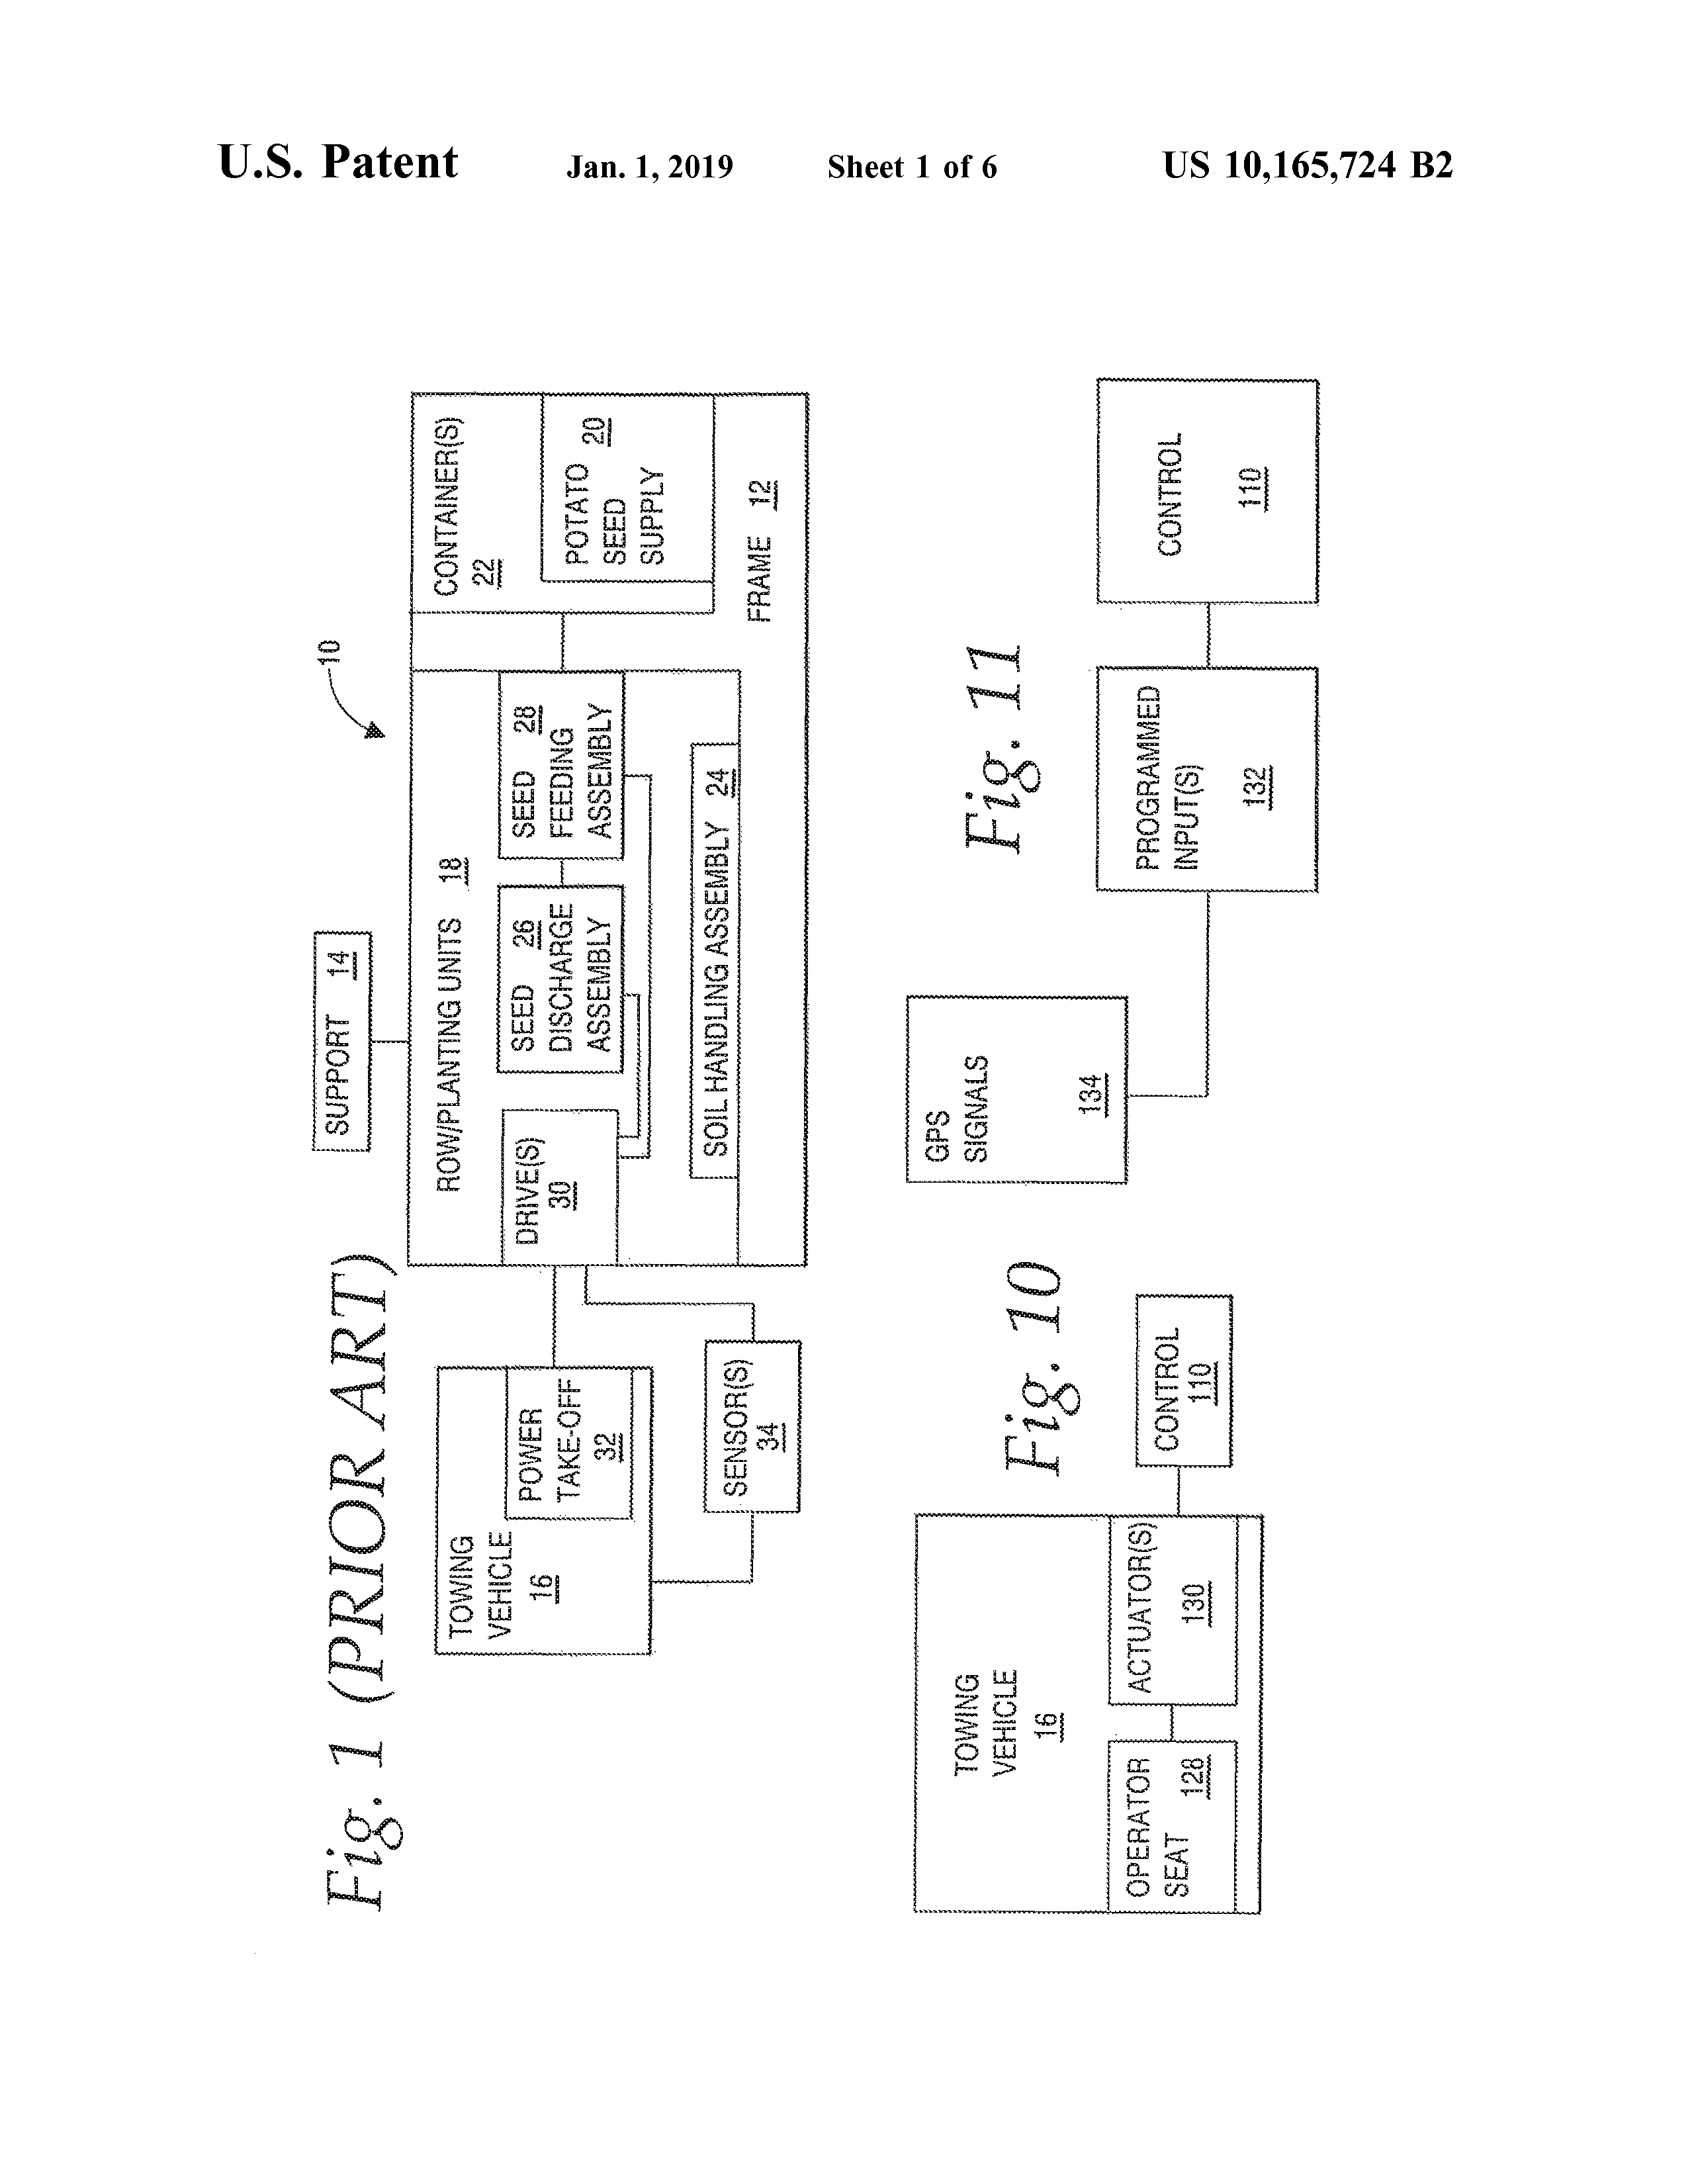 U.S. Patent Jan. 1, 2019 Sheet 1 of 6 US 10,165,724 B2
Fig. 1 (PRIOR ART)
10
SUPPORT 14
TOWING
VEHICLE
16
POWER
TAKE-OFF
32
SENSOR(S)
34
ROW/PLANTING UNITS 18
DRIVE(S)
30
SEED 26
DISCHARGE
ASSEMBLY
SEED 28
FEEDING
ASSEMBLY
SOIL HANDLING ASSEMBLY 24
CONTAINER(S)
22
POTATO 20
SEED
SUPPLY
FRAME 12
Fig. 10
TOWING
VEHICLE
16
OPERATOR
SEAT 128
ACTUATOR(S)
130
CONTROL
110
Fig. 11
GPS
SIGNALS
134
PROGRAMMED
INPUT(S)
132
CONTROL
110